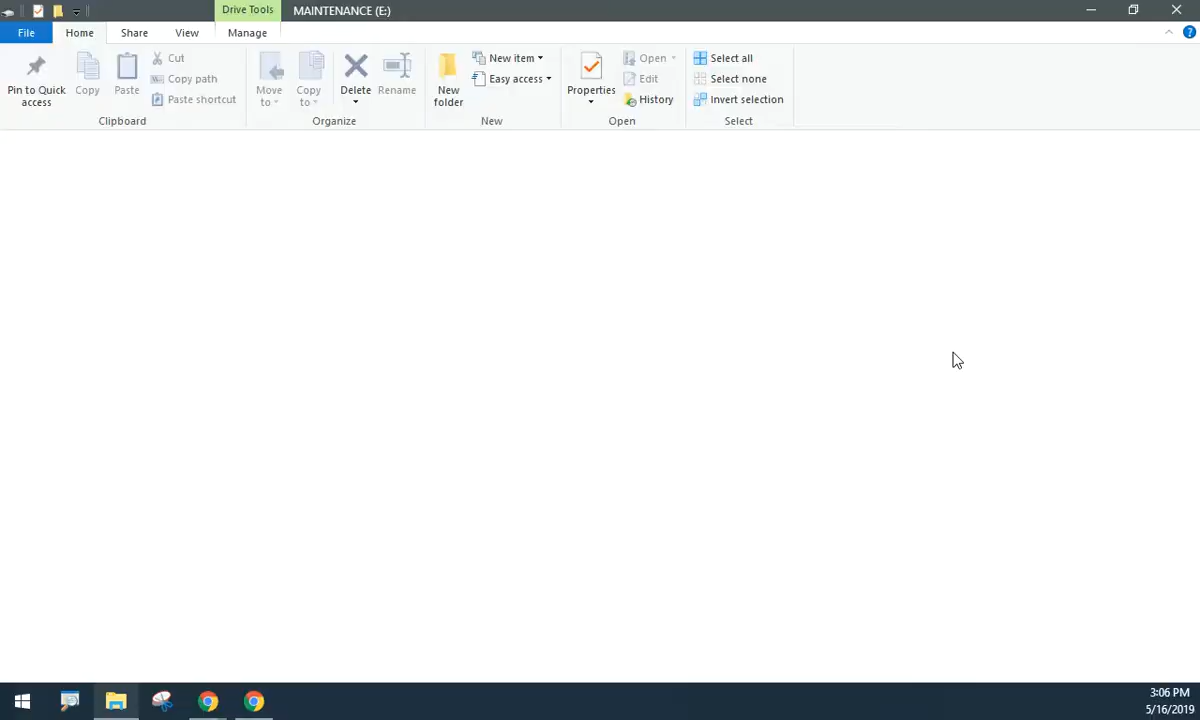 Drive Tools
MAINTENANCE (E:)
File
Home
Share
View
Manage
?
Pin to Quick
access
Copy
Paste
Cut
Copy path
Paste shortcut
Clipboard
Move
to
Copy
to
Delete
Rename
Organize
New
folder
New item
Easy access
New
Properties
Open
Edit
History
Open
Select all
Select none
Invert selection
Select
3:06 PM
5/16/2019